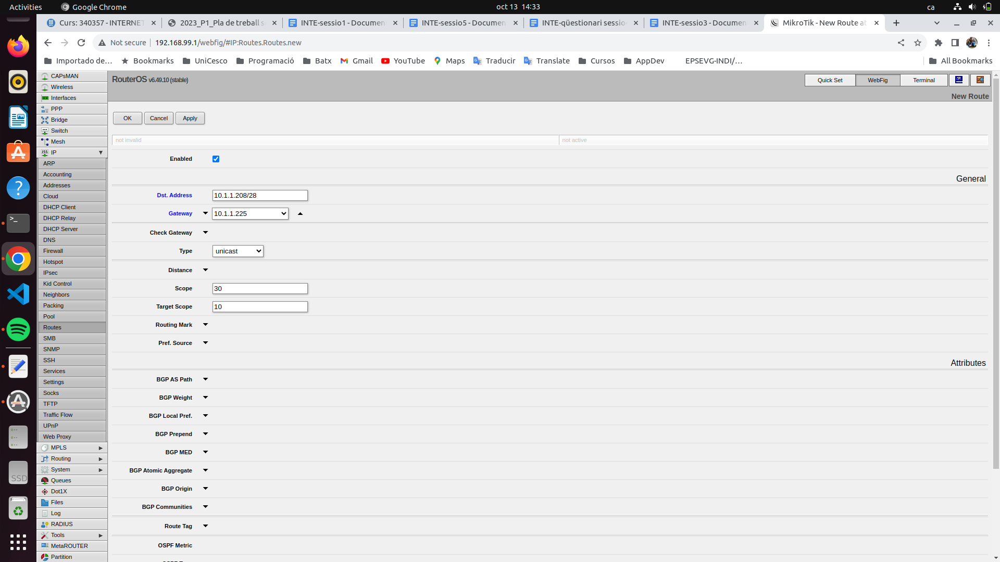 Activities
Google Chrome
oct 13 14:33
ca
Curs: 340357 - INTERNET
2023_P1_Pla de treball s
INTE-sessio1 - Documen
INTE-sessio5 - Documen
INTE-qüestionari sessio
INTE-sessio3 - Documen
MikroTik - New Route at
Not secure
192.168.99.1/webfig/#IP:Routes.Routes.new
Importado de…
Bookmarks
UniCesco
Programació
Batx
Gmail
YouTube
Maps
Traducir
Translate
Cursos
AppDev
EPSEVG-INDI/…
All Bookmarks
CAPsMAN
Wireless
Interfaces
PPP
Bridge
Switch
Mesh
IP
ARP
Accounting
Addresses
Cloud
DHCP Client
DHCP Relay
DHCP Server
DNS
Firewall
Hotspot
IPsec
Kid Control
Neighbors
Packing
Pool
Routes
SMB
SNMP
SSH
Services
Settings
Socks
TFTP
Traffic Flow
UPnP
Web Proxy
MPLS
Routing
System
Queues
Dot1X
Files
Log
RADIUS
Tools
MetaROUTER
Partition
RouterOS v6.49.10 (stable)
Quick Set
WebFig
Terminal
New Route
OK
Cancel
Apply
not invalid
not active
Enabled
General
Dst. Address 10.1.1.208/28
Gateway 10.1.1.225
Check Gateway
Type unicast
Distance
Scope 30
Target Scope 10
Routing Mark
Pref. Source
Attributes
BGP AS Path
BGP Weight
BGP Local Pref.
BGP Prepend
BGP MED
BGP Atomic Aggregate
BGP Origin
BGP Communities
Route Tag
OSPF Metric
SSD